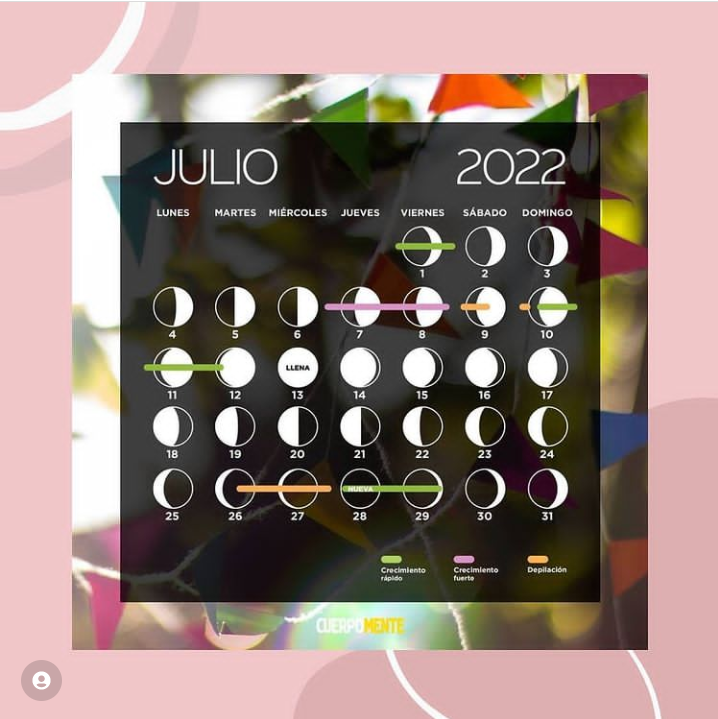 JULIO 2022
LUNES MARTES MIÉRCOLES JUEVES VIERNES SÁBADO DOMINGO
1 2 3
4 5 6 7 8 9 10
LLENA
11 12 13 14 15 16 17
18 19 20 21 22 23 24
NUEVA
25 26 27 28 29 30 31
Crecimiento rápido
Crecimiento fuerte
Depilación
CUERPOMENTE